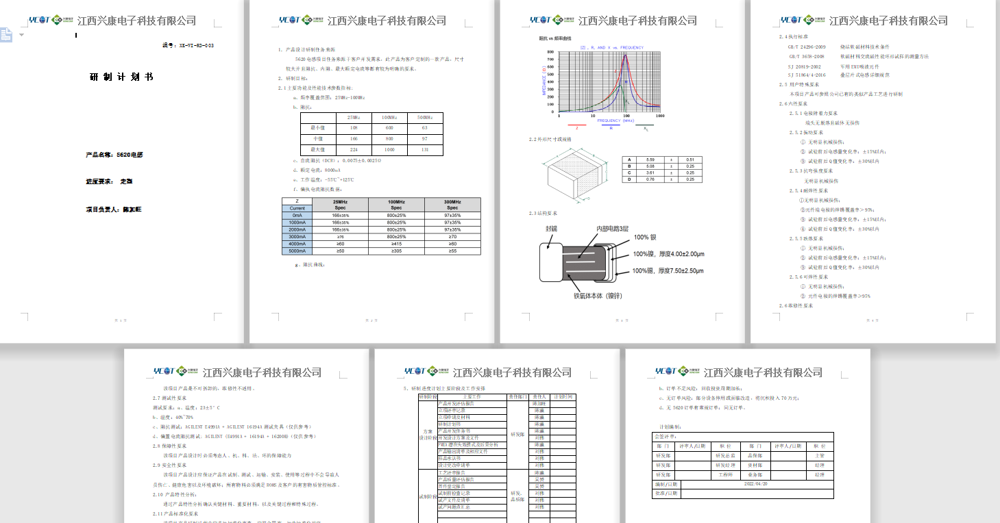 江西兴康电子科技有限公司
编号：XK-VI-RD-003
研 制 计 划 书
产品名称：5620电感
进度要求： 定型
项目负责人：陈加旺
第 1 页
江西兴康电子科技有限公司
1．产品设计研制任务来源
5620电感项目任务来源于客户开发需求，此产品为客户定制的一款产品，尺寸
较大并且阻抗、内阻、最大额定电流等都有较为明确的要求。
2．研制目标：
2.1主要功能及性能技术参数指标：
a、频率覆盖范围：25MHz-100MHz
b、阻抗：
25MHz 100MHz 500MHz
最小值 108 600 63
中值 166 800 97
最大值 224 1000 131
c、直流阻抗（DCR）：0.0075±0.0025Ω
d、额定电流：8000mA
e、工作温度：-55℃~+125℃
f、偏执电流阻抗数据：
Z 25MHz 100MHz 300MHz
Current Spec Spec Spec
0mA 166±35% 800±25% 97±35%
1000mA 166±35% 800±25% 97±35%
2000mA 166±35% 800±25% 97±35%
3000mA ≥76 800±25% ≥70
4000mA ≥60 ≥415 ≥60
5000mA ≥50 ≥305 ≥55
g、阻抗曲线：
第 2 页
江西兴康电子科技有限公司
阻抗 vs 频率曲线
|Z|, R, AND X vs. FREQUENCY
IMPEDANCE (Ω)
800
700
600
500
400
300
200
100
0
1 10 100 1000
FREQUENCY (MHz)
Z R XL
2.2外形尺寸或规格
A 5.59 ± 0.51
B 5.08 ± 0.25
C 3.61 ± 0.25
D 0.76 ± 0.25
2.3结构要求
封端 内部电路3层
100% 银
100%镍，厚度4.00±2.00μm
100%锡，厚度7.50±2.50μm
铁氧体本体（镍锌）
江西兴康电子科技有限公司
2.4执行标准
GB/T 24296-2009 烧结软磁材料技术条件
GB/T 3658-2008 软磁材料交流磁性能环形试样的测量方法
SJ 20819-2002 军用EMI吸波元件
SJ 51864/4-2016 叠层片式电感详细规范
2.5用户特殊要求
本项目产品可参照公司已有的类似产品工艺进行研制
2.6六性要求
2.5.1电极附着力要求
端头无脱落且磁体无损伤
2.5.2振动要求
① 无明显机械损伤；
② 试验前后电感量变化率：±15%以内；
③ 试验前后Q值变化率：±30%以内
2.5.3抗弯强度要求
无明显机械损伤
2.5.4耐焊性要求
①无明显机械损伤；
②元件端电极的焊锡覆盖率＞95%；
③ 试验前后电感量变化率：±15%以内；
④ 试验前后Q值变化率：±30%以内
2.5.5跌落要求
① 无明显机械损伤；
② 试验前后电感量变化率：±15%以内；
③ 试验前后Q值变化率：±30%以内
2.5.6可焊性要求
① 无明显机械损伤；
② 元件电极的焊锡覆盖率≥95%
2.6维修性要求
第 4 页
江西兴康电子科技有限公司
该项目产品是不可拆卸的，维修性不适用。
2.7测试性要求
测试要求：a、温度：23±5°C
b、湿度：40%~70%
c、阻抗测试：AGILENT E4991A + AGILENT 16194A 测试夹具（仅供参考）
d、偏置电流阻抗测试：AGILENT（E4991A + 16194A + 16200B）（仅供参考）
2.8保障性要求
该项目产品设计时必须考虑人、机、料、法、环的保障能力
2.9安全性要求
该项目产品设计应保证产品在试制、测试、运输、安装、使用等过程中不会导致人
员伤亡、健康危害以及环境破坏；所有物料必须满足ROHS及客户的有害物质管控标准。
2.10 产品特性分析：
通过产品特性分析确认关键材料、重要材料，以及关键过程和特殊过程。
2.11产品标准化要求
江西兴康电子科技有限公司
5．研制进度计划主要阶段及工作安排
研制阶段 主要工作 责任部门 责任人 计划时间
方案设计阶段 产品开发评估报告 研发部 陈加旺
立项评审记录 陈瀛
立项申请及材料 陈瀛
研制计划书 陈瀛
产品开发任务书 陈瀛
开发设计方案及文件 刘伟
FMEA潜在失效模式及后果分析 陈瀛
产品输出清单及相应文件 刘伟
样品承认书 刘伟
设计更改申请单 刘伟
试制阶段 工艺评审报告 研发、品质部 陈瀛
产品质量评估报告 吴赟
首件鉴定报告 吴赟
试制前检查记录 刘伟
试产文件及清单 刘伟
试产问题点汇总 刘伟
江西兴康电子科技有限公司
b、订单不足风险：回收投资周期加长；
c、无订单风险：部分设备停用或面临改造，将沉积投入70万元；
d、无5620订单有常规订单：同无订单。
计划编制：
会签评审：
部 门 评审人/日期 职 位 部 门 评审人/日期 职 位
研发部 研发总监 品保部 主管
研发部 研发经理 资材部 经理
研发部 工程师 业务部 经理
编制/日期 2022/04/20
批准/日期